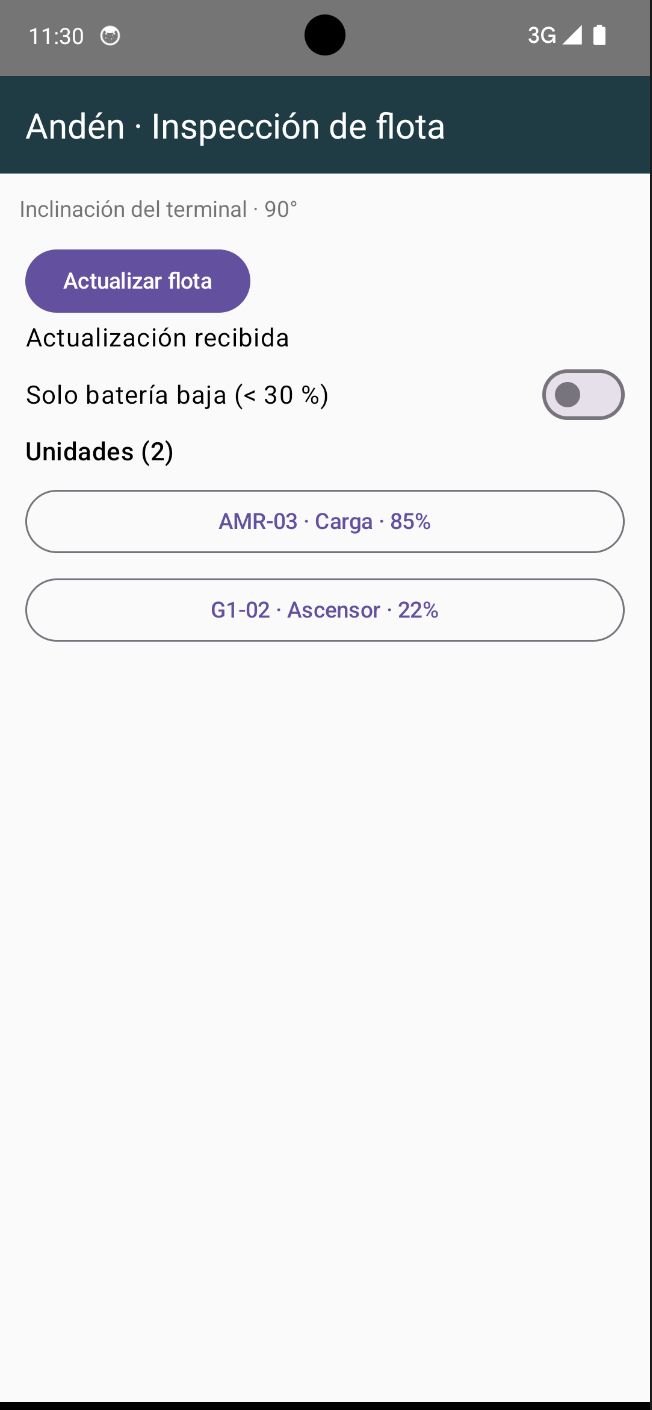 11:30
3G
Andén · Inspección de flota
Inclinación del terminal · 90°
Actualizar flota
Actualización recibida
Solo batería baja (< 30 %)
Unidades (2)
AMR-03 · Carga · 85%
G1-02 · Ascensor · 22%